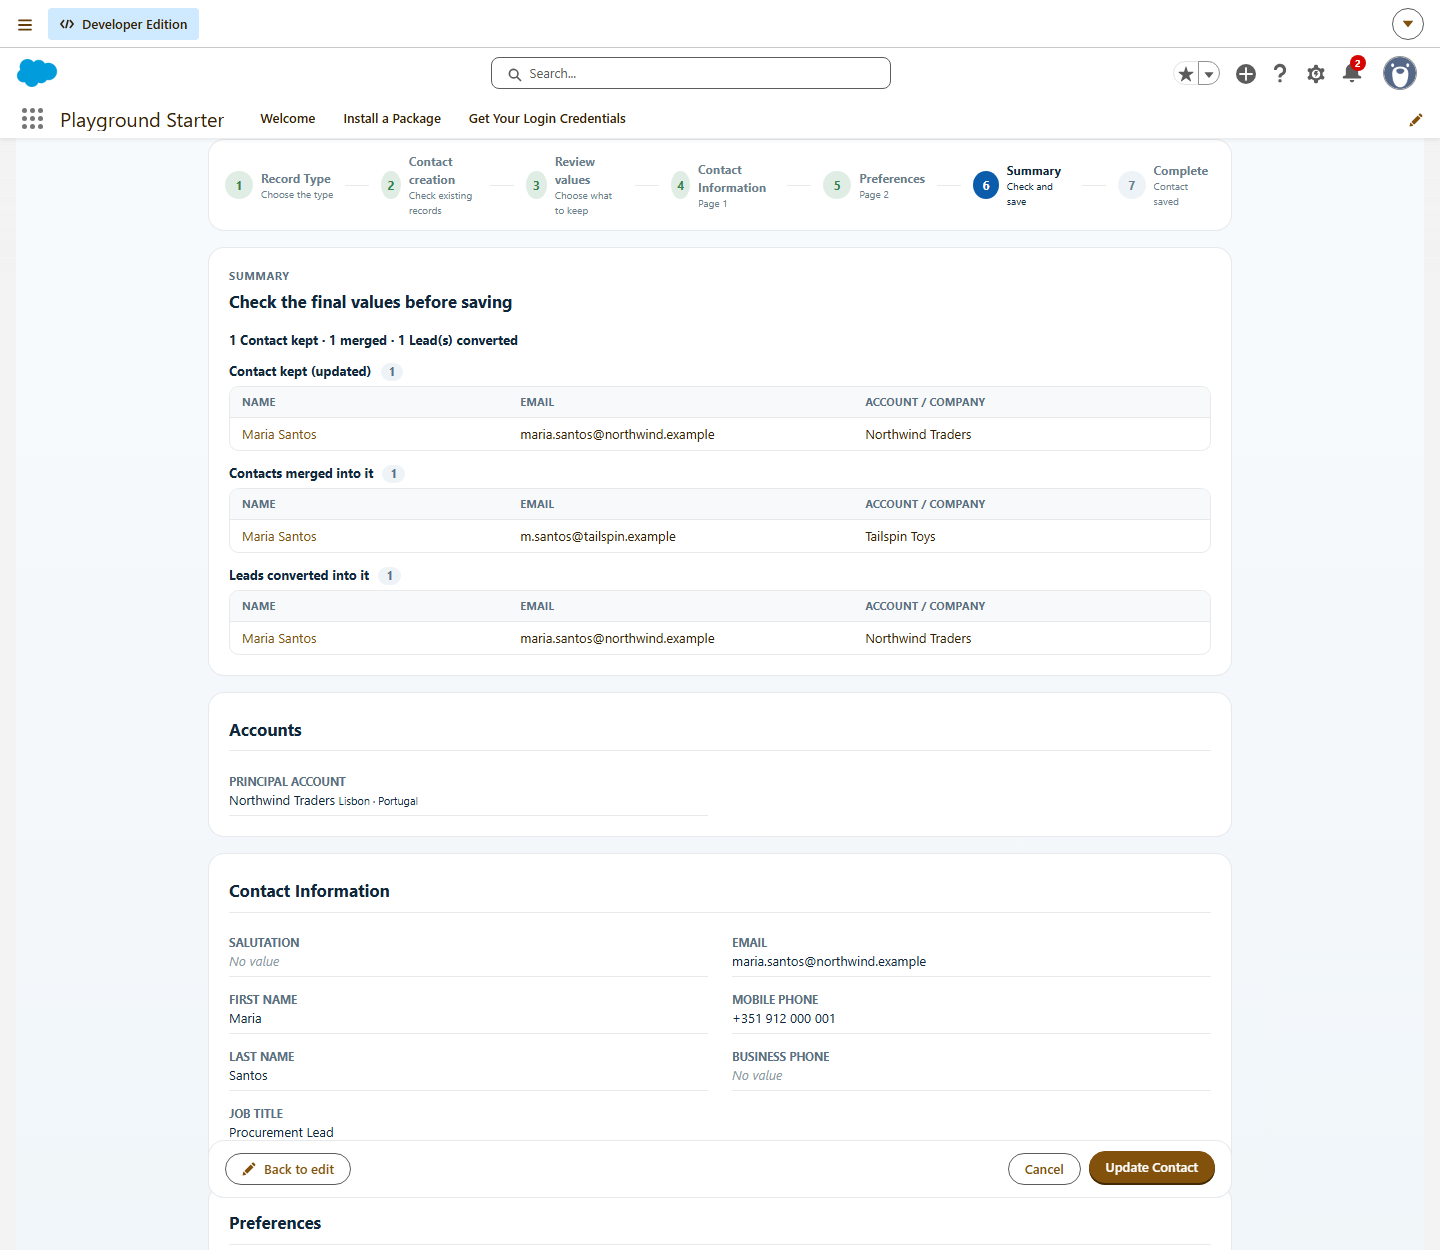 Developer Edition
Search...
2
Playground Starter
Welcome
Install a Package
Get Your Login Credentials
1
Record Type
Choose the type
2
Contact
creation
Check existing
records
3
Review
values
Choose what
to keep
4
Contact
Information
Page 1
5
Preferences
Page 2
6
Summary
Check and
save
7
Complete
Contact
saved
SUMMARY
Check the final values before saving
1 Contact kept · 1 merged · 1 Lead(s) converted
Contact kept (updated) 1
NAME EMAIL ACCOUNT / COMPANY
Maria Santos maria.santos@northwind.example Northwind Traders
Contacts merged into it 1
NAME EMAIL ACCOUNT / COMPANY
Maria Santos m.santos@tailspin.example Tailspin Toys
Leads converted into it 1
NAME EMAIL ACCOUNT / COMPANY
Maria Santos maria.santos@northwind.example Northwind Traders
Accounts
PRINCIPAL ACCOUNT
Northwind Traders Lisbon · Portugal
Contact Information
SALUTATION
No value
EMAIL
maria.santos@northwind.example
FIRST NAME
Maria
MOBILE PHONE
+351 912 000 001
LAST NAME
Santos
BUSINESS PHONE
No value
JOB TITLE
Procurement Lead
Back to edit
Cancel
Update Contact
Preferences